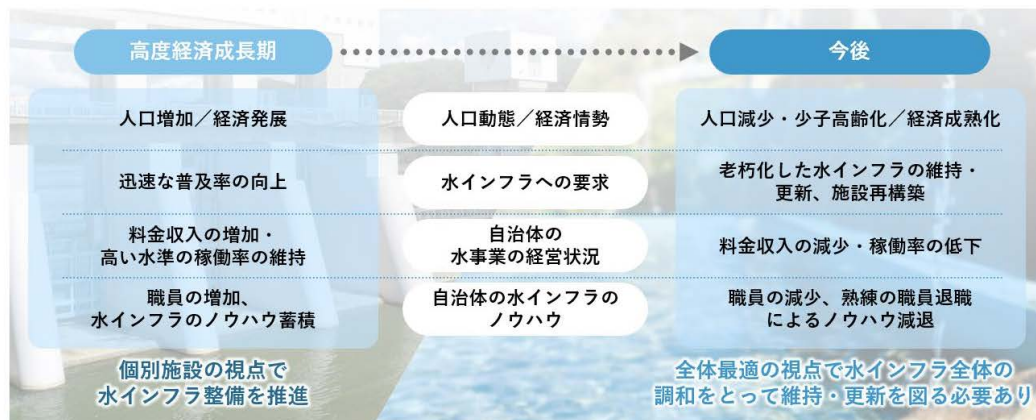 高度経済成長期
今後
人口増加／経済発展
人口動態／経済情勢
人口減少・少子高齢化／経済成熟化
迅速な普及率の向上
水インフラへの要求
老朽化した水インフラの維持・
更新、施設再構築
料金収入の増加・
高い水準の稼働率の維持
自治体の
水事業の経営状況
料金収入の減少・稼働率の低下
職員の増加、
水インフラのノウハウ蓄積
自治体の水インフラの
ノウハウ
職員の減少、熟練の職員退職
によるノウハウ減退
個別施設の視点で
水インフラ整備を推進
全体最適の視点で水インフラ全体の
調和をとって維持・更新を図る必要あり